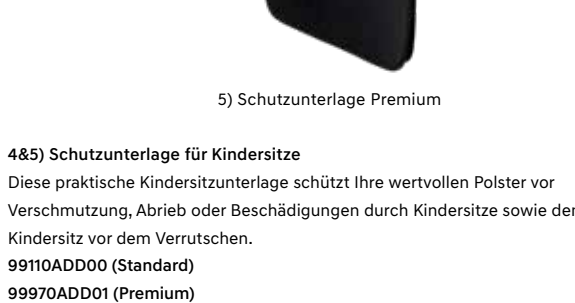 5) Schutzunterlage Premium
4&5) Schutzunterlage für Kindersitze
Diese praktische Kindersitzunterlage schützt Ihre wertvollen Polster vor
Verschmutzung, Abrieb oder Beschädigungen durch Kindersitze sowie
Kindersitz vor dem Verrutschen.
99110ADD00 (Standard)
99970ADD01 (Premium)